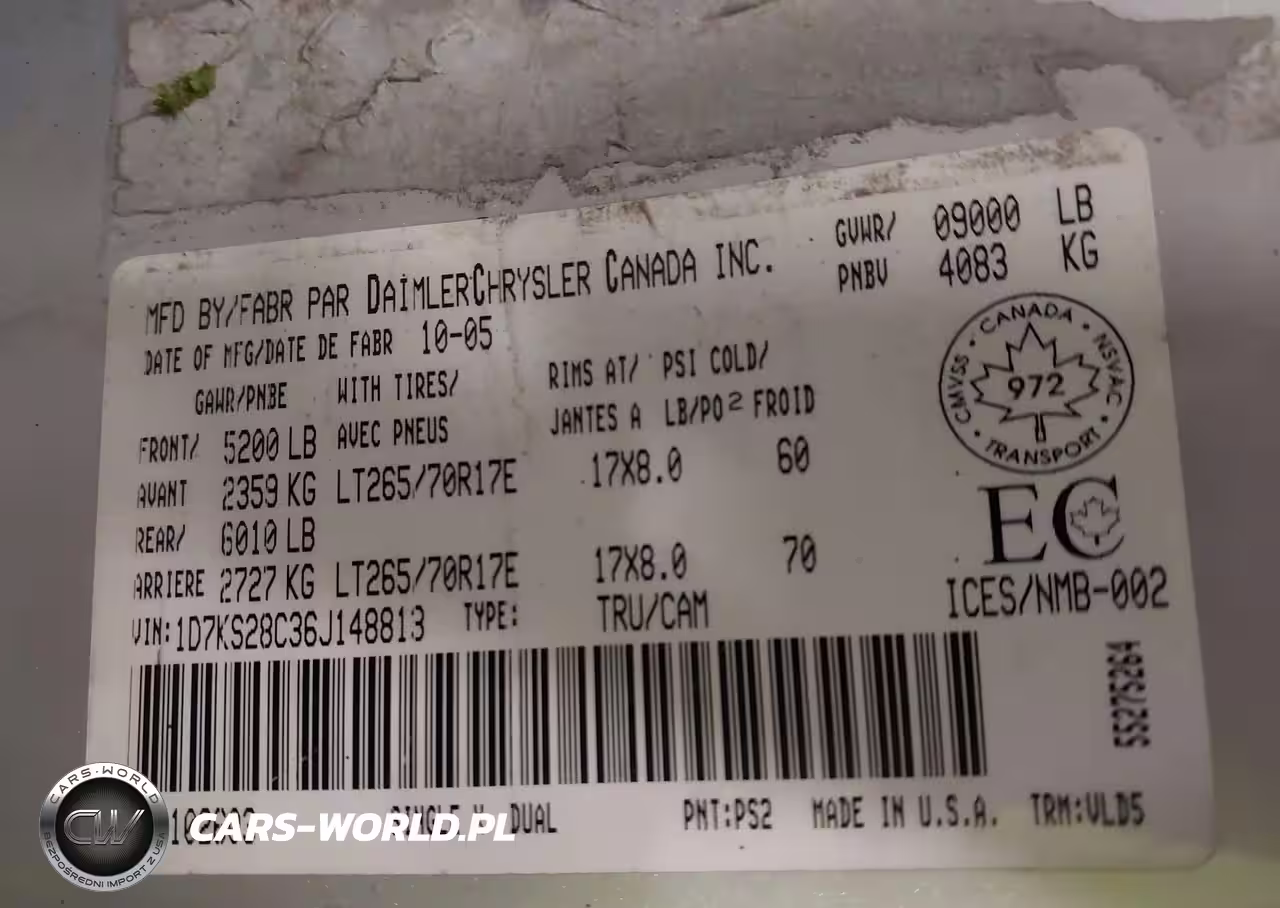 MFD BY/FABR PAR DAIMLERCHRYSLER CANADA INC.
GVWR/ 09000 LB
PNBV 4083 KG
DATE OF MFG/DATE DE FABR 10-05
GAWR/PNBE WITH TIRES/ RIMS AT/ PSI COLD/
AVEC PNEUS JANTES A LB/PO² FROID
FRONT/ 5200 LB
AVANT 2359 KG LT265/70R17E 17X8.0 60
REAR/ 6010 LB
ARRIERE 2727 KG LT265/70R17E 17X8.0 70
VIN:1D7KS28C36J148813 TYPE: TRU/CAM
CANADA • NSVAC • TRANSPORT • CMVSS •
972
EC
ICES/NMB-002
55275264
DUAL PNT:PS2 MADE IN U.S.A. TRM:VLD5
CARS-WORLD
CW
BEZPOŚREDNI IMPORT Z USA
CARS-WORLD.PL